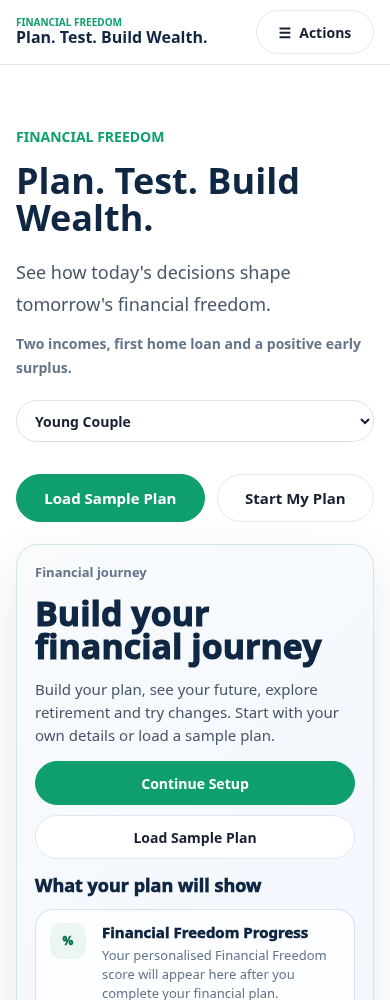 FINANCIAL FREEDOM
Plan. Test. Build Wealth.
☰ Actions
FINANCIAL FREEDOM
Plan. Test. Build
Wealth.
See how today's decisions shape
tomorrow's financial freedom.
Two incomes, first home loan and a positive early
surplus.
Young Couple
Load Sample Plan
Start My Plan
Financial journey
Build your
financial journey
Build your plan, see your future, explore
retirement and try changes. Start with your
own details or load a sample plan.
Continue Setup
Load Sample Plan
What your plan will show
%
Financial Freedom Progress
Your personalised Financial Freedom
score will appear here after you
complete your financial plan.